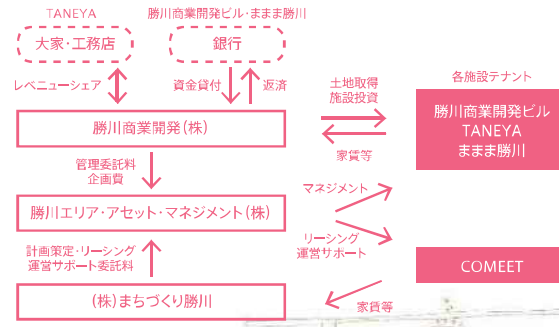 TANEYA
勝川商業開発ビル・ままま勝川
大家・工務店
銀行
レベニューシェア
資金貸付
返済
土地取得
施設投資
各施設テナント
勝川商業開発(株)
勝川商業開発ビル
TANEYA
ままま勝川
家賃等
管理委託料
企画費
マネジメント
勝川エリア・アセット・マネジメント(株)
リーシング
運営サポート
計画策定・リーシング
運営サポート委託料
COMEET
(株)まちづくり勝川
家賃等